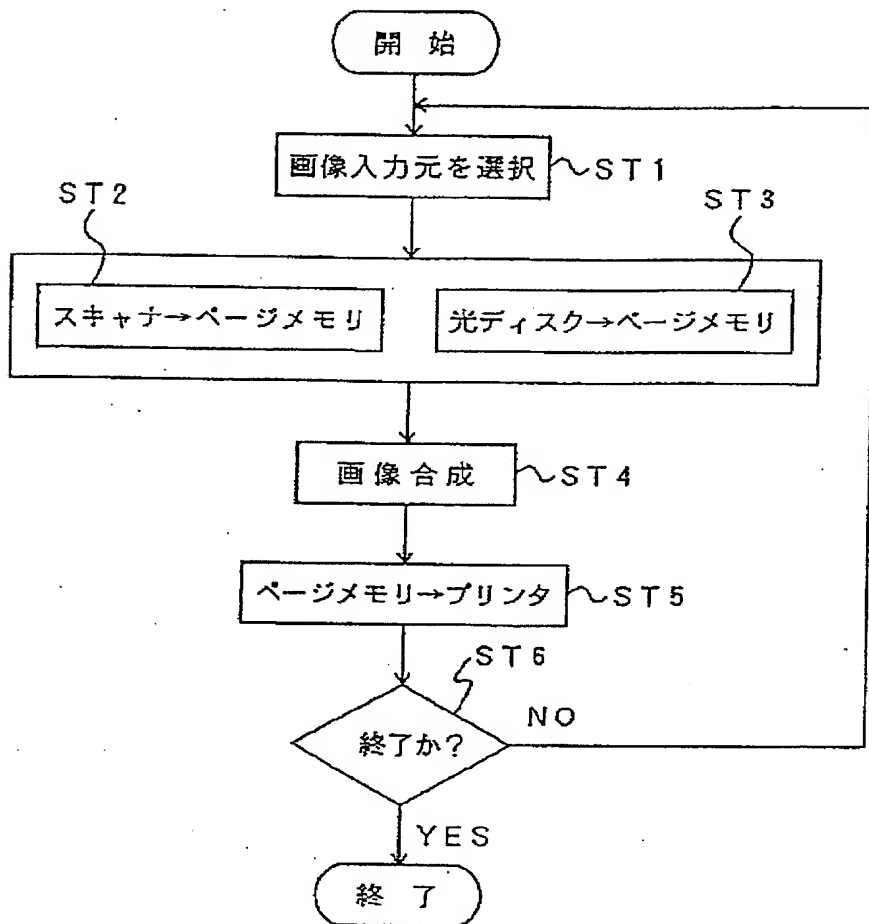 開始
画像入力元を選択 ST1
ST2
ST3
スキャナ→ページメモリ
光ディスク→ページメモリ
画像合成 ST4
ページメモリ→プリンタ ST5
ST6
終了か?
NO
YES
終了